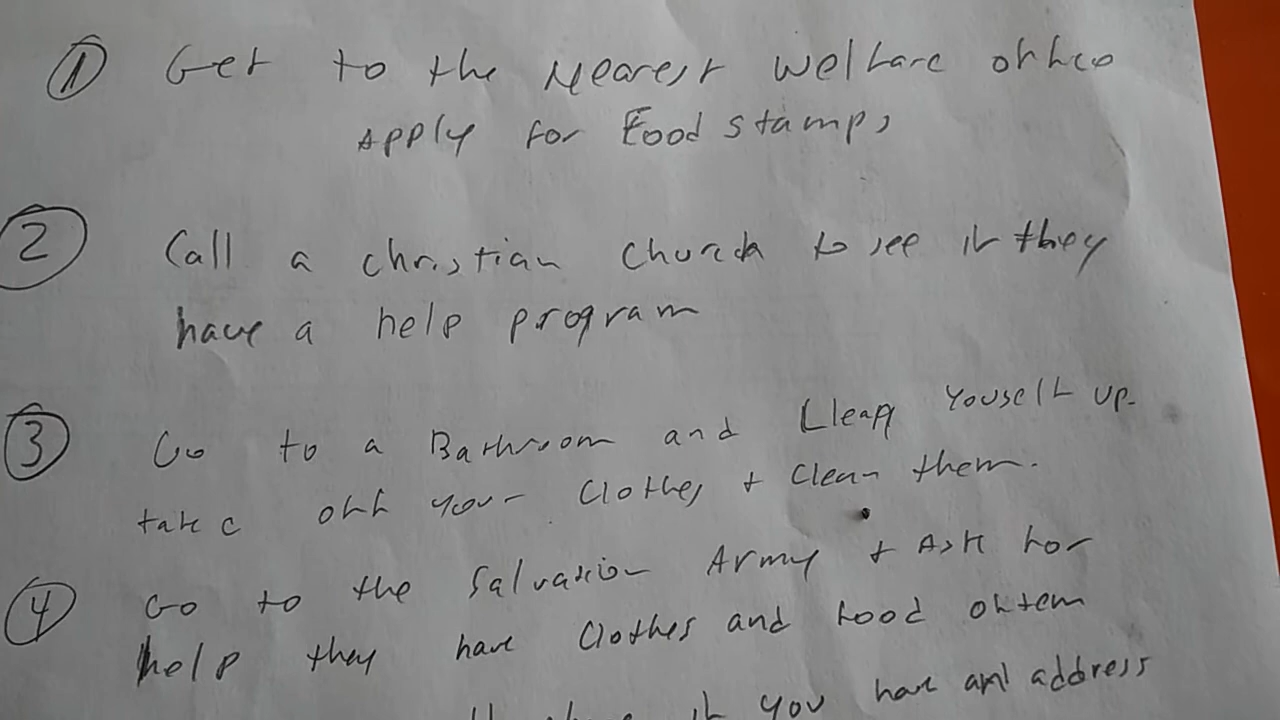 1 Get to the Nearest Welfare office
Apply for Food stamps
2 Call a christian church to see if they
have a help program
3 Go to a Bathroom and Clean Youself up.
take off your clothes + clean them.
4 Go to the Salvation Army + Ask for
help they have clothes and food often
if you have an address